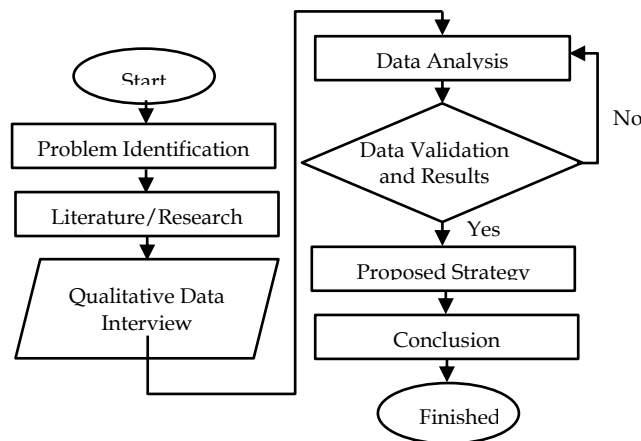 Start
Problem Identification
Literature/Research
Qualitative Data
Interview
Data Analysis
Data Validation
and Results
No
Yes
Proposed Strategy
Conclusion
Finished